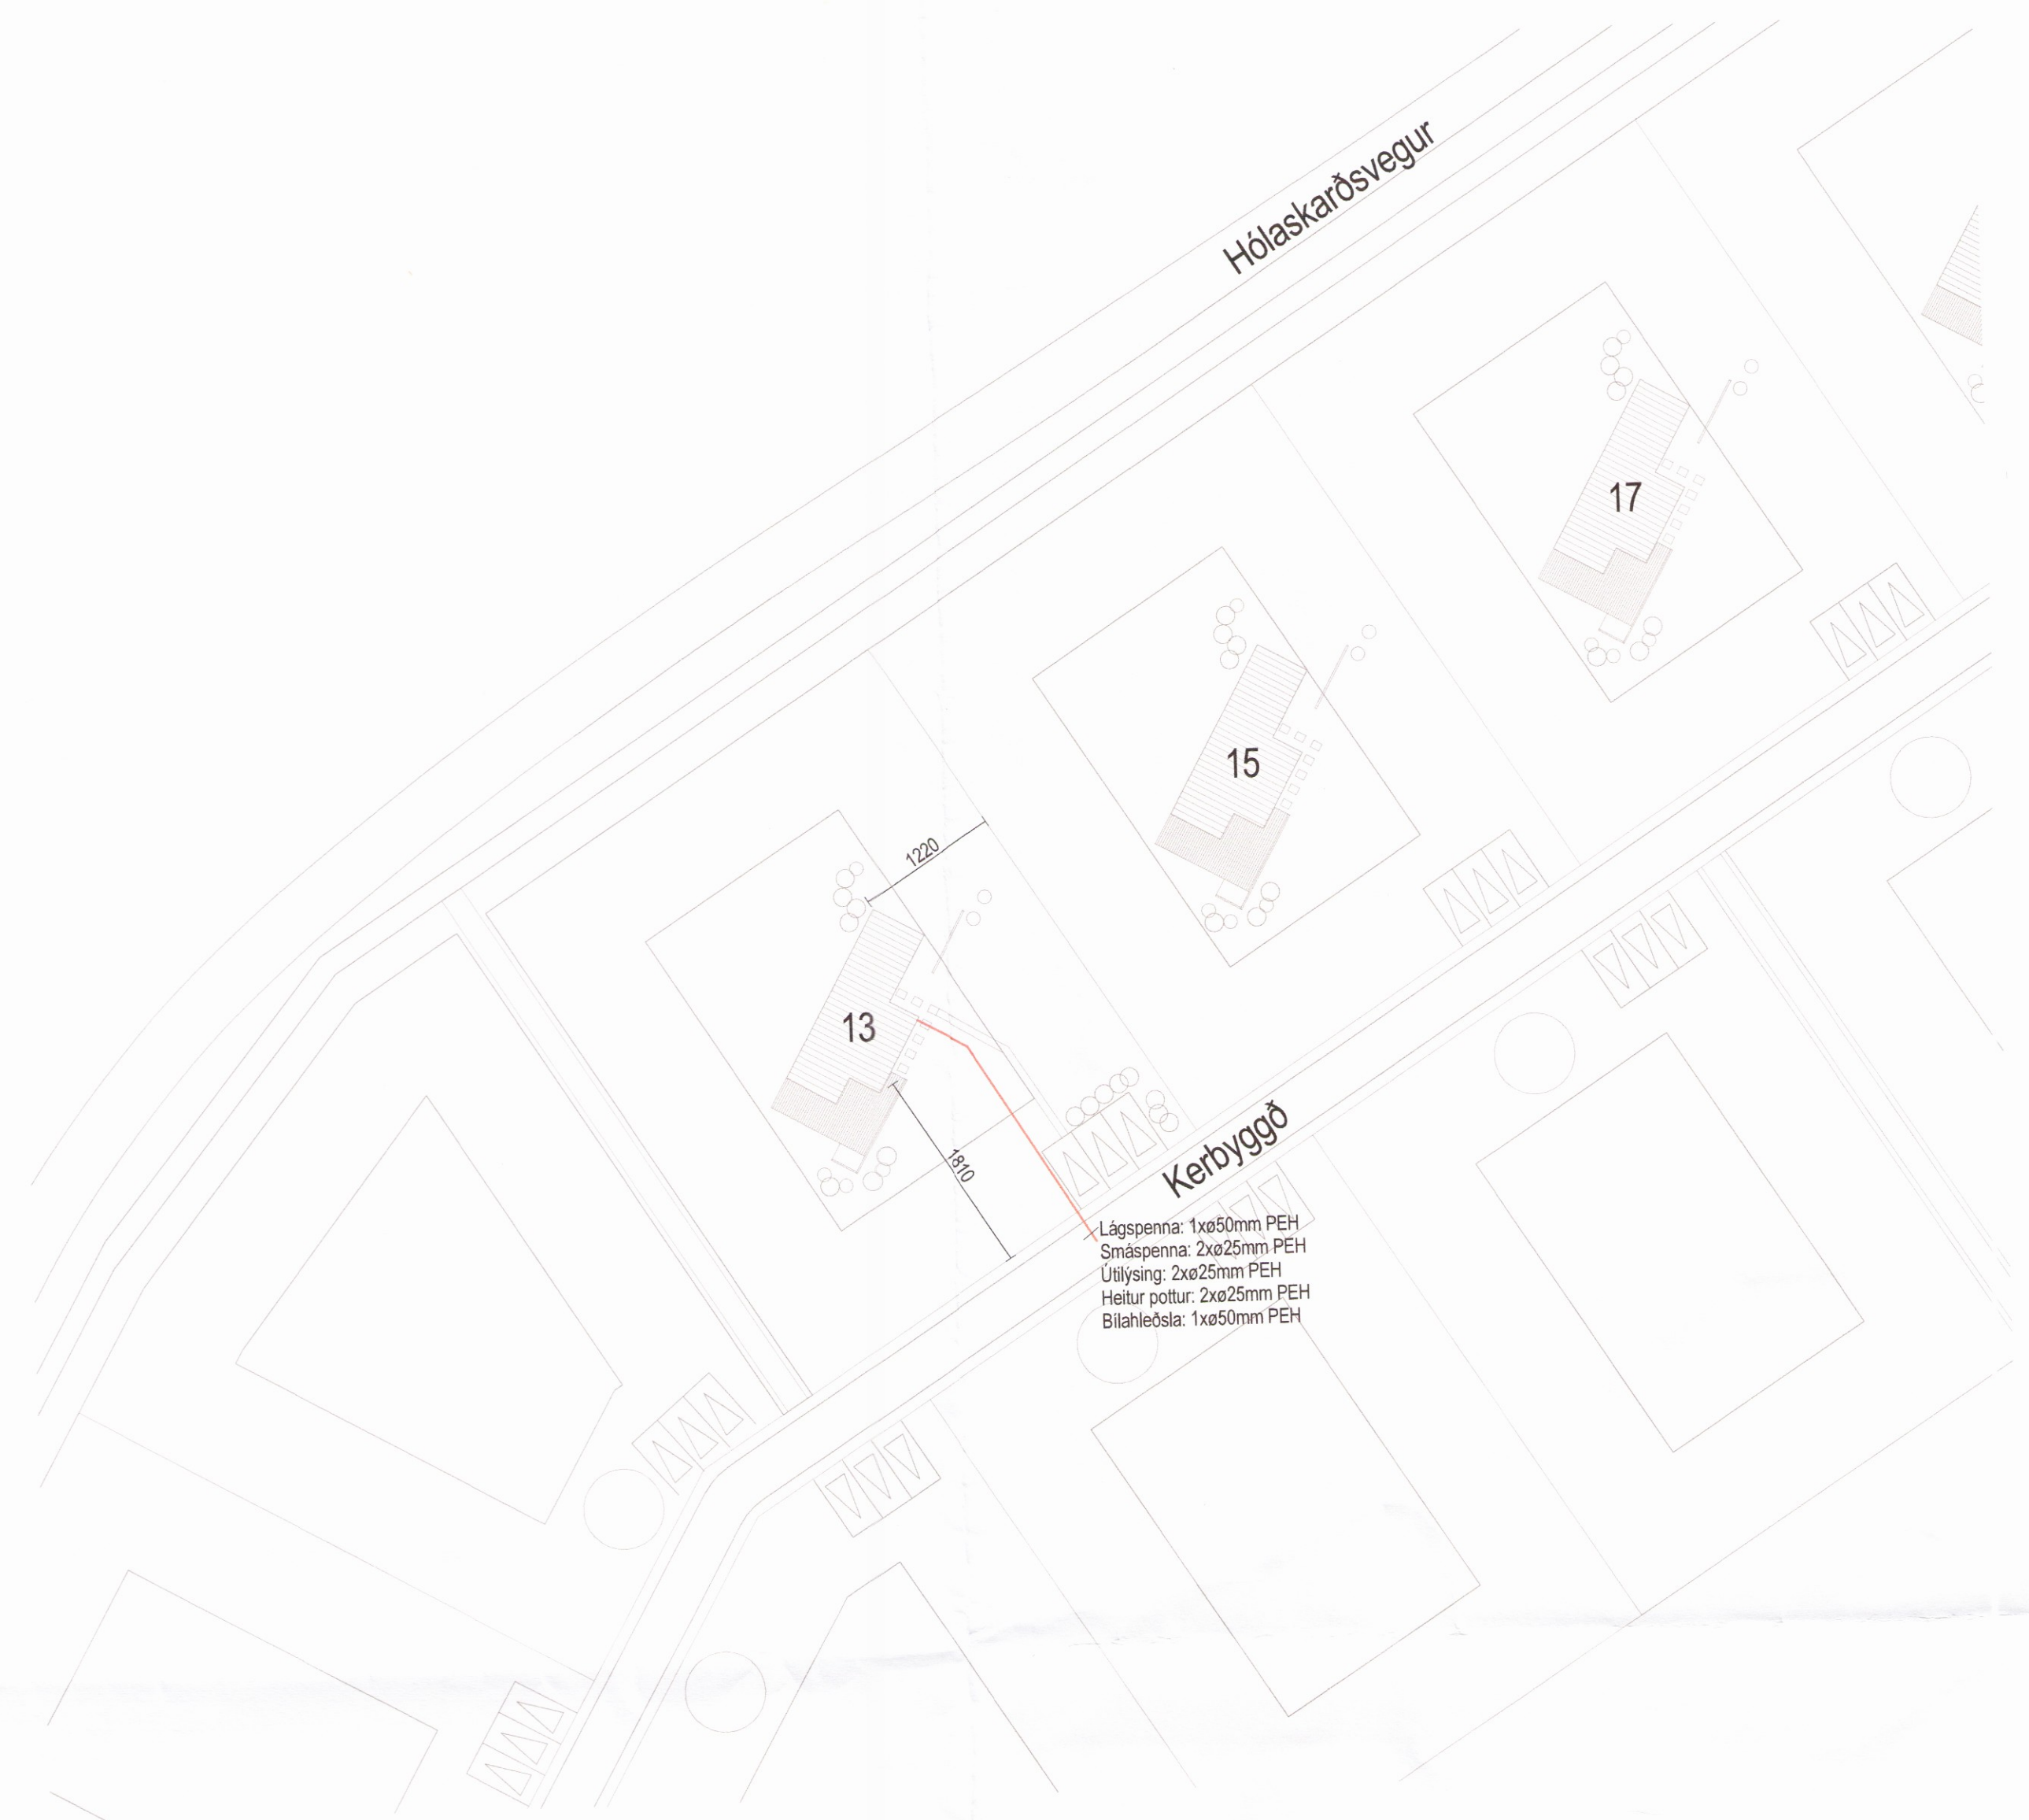 Hólaskarðsvegur
17
15
1220
13
1810
Kerbyggð
Lágspenna: 1xø50mm PEH
Smáspenna: 2xø25mm PEH
Útilýsing: 2xø25mm PEH
Heitur pottur: 2xø25mm PEH
Bílahleðsla: 1xø50mm PEH